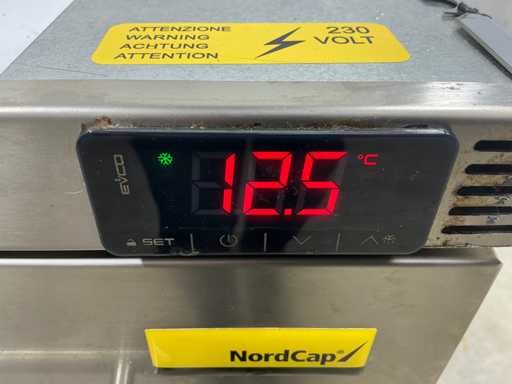 ATTENZIONE
WARNING
ACHTUNG
ATTENTION
230
VOLT
EVCO
12.5 °C
SET
NordCap